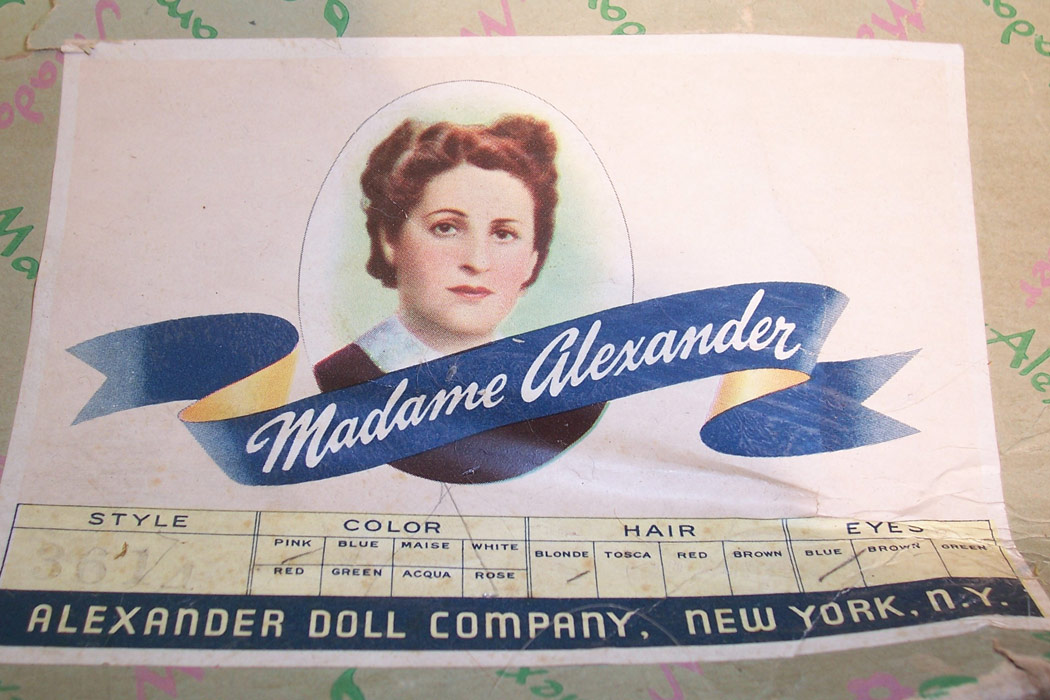 Madame Alexander
STYLE COLOR HAIR EYES
PINK BLUE MAISE WHITE BLONDE TOSCA RED BROWN BLUE BROWN GREEN
RED GREEN ACQUA ROSE
ALEXANDER DOLL COMPANY, NEW YORK, N.Y.